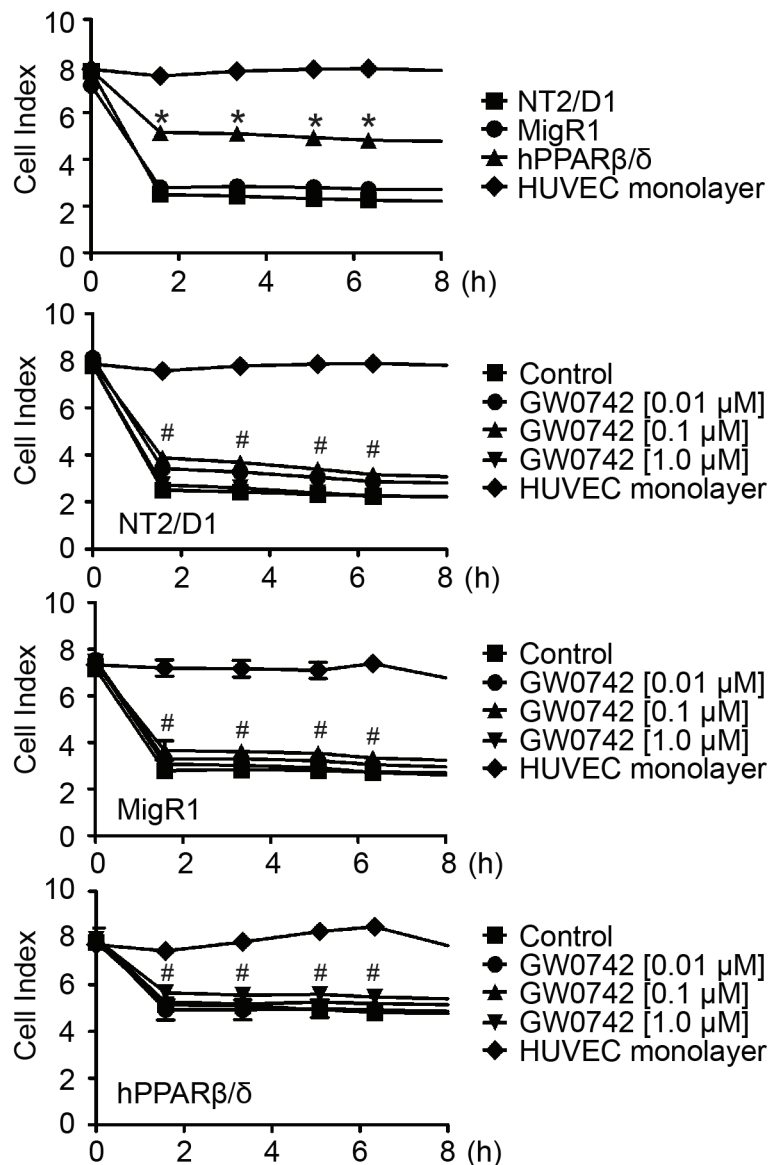 10
8
6
4
2
0
Cell Index
* * * *
0 2 4 6 8 (h)
NT2/D1
MigR1
hPPARβ/δ
HUVEC monolayer
10
8
6
4
2
0
Cell Index
# # # #
NT2/D1
0 2 4 6 8 (h)
Control
GW0742 [0.01 µM]
GW0742 [0.1 µM]
GW0742 [1.0 µM]
HUVEC monolayer
10
8
6
4
2
0
Cell Index
# # # #
MigR1
0 2 4 6 8 (h)
Control
GW0742 [0.01 µM]
GW0742 [0.1 µM]
GW0742 [1.0 µM]
HUVEC monolayer
10
8
6
4
2
0
Cell Index
# # # #
hPPARβ/δ
0 2 4 6 8 (h)
Control
GW0742 [0.01 µM]
GW0742 [0.1 µM]
GW0742 [1.0 µM]
HUVEC monolayer